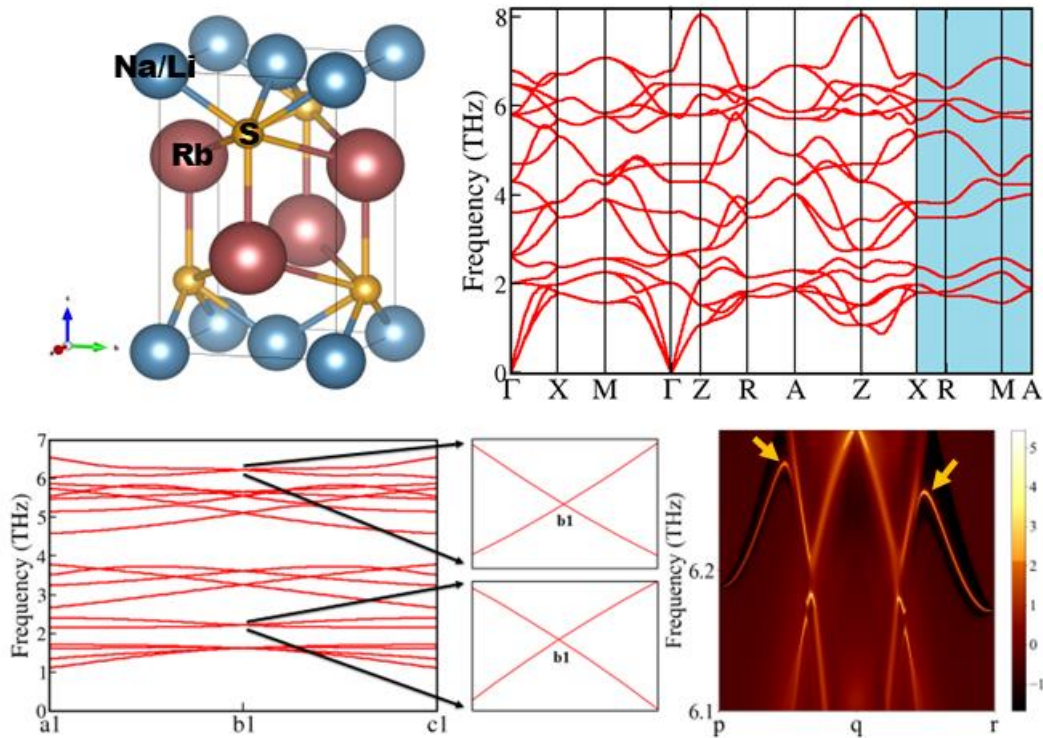 Na/Li
S
Rb
Frequency (THz)
8
6
4
2
0
Γ X M Γ Z R A Z X R M A
Frequency (THz)
7
6
5
4
3
2
1
0
a1 b1 c1
b1
b1
Frequency (THz)
6.2
6.1
p q r
5
4
3
2
1
0
−1